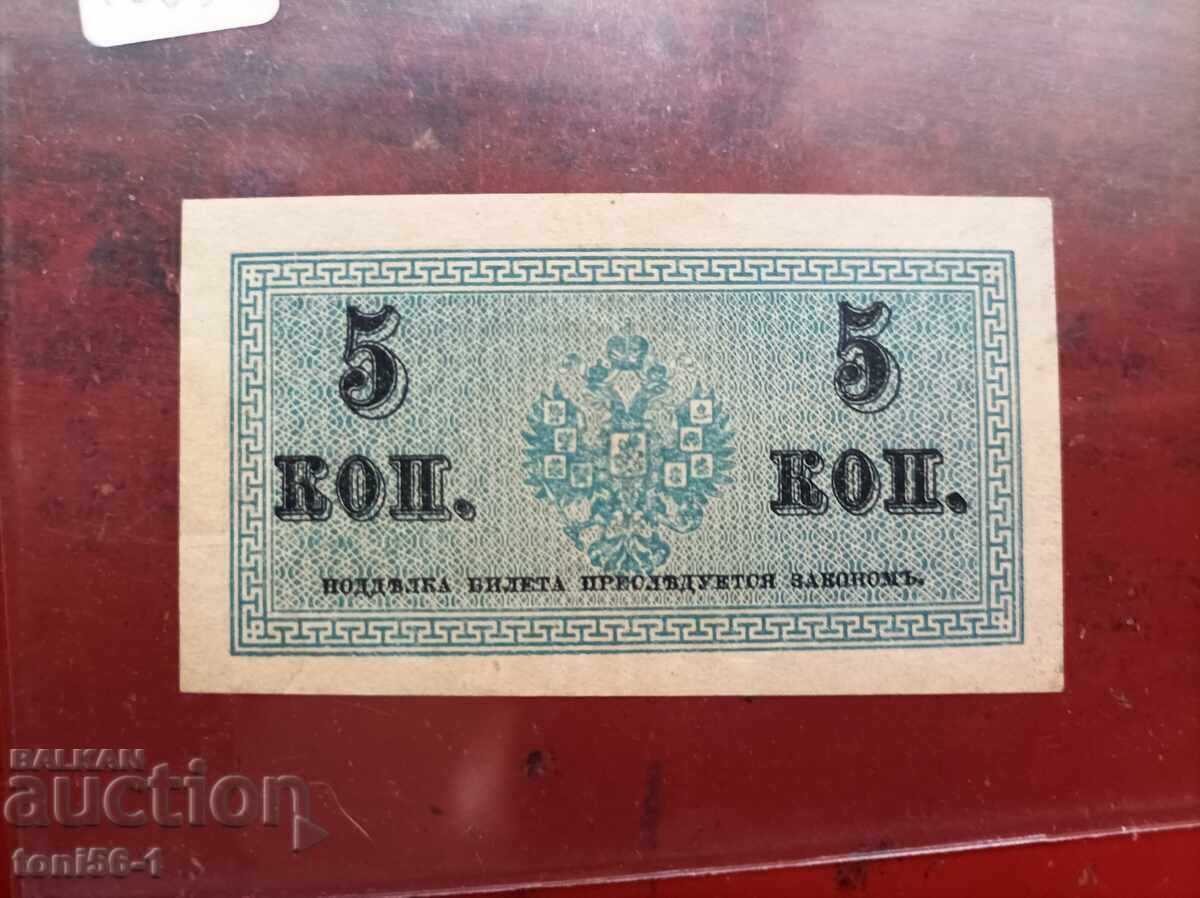 5 5
КОП. КОП.
ПОДДѢЛКА БИЛЕТА ПРЕСЛѢДУЕТСЯ ЗАКОНОМЪ.
BALKAN
auction
toni56-1